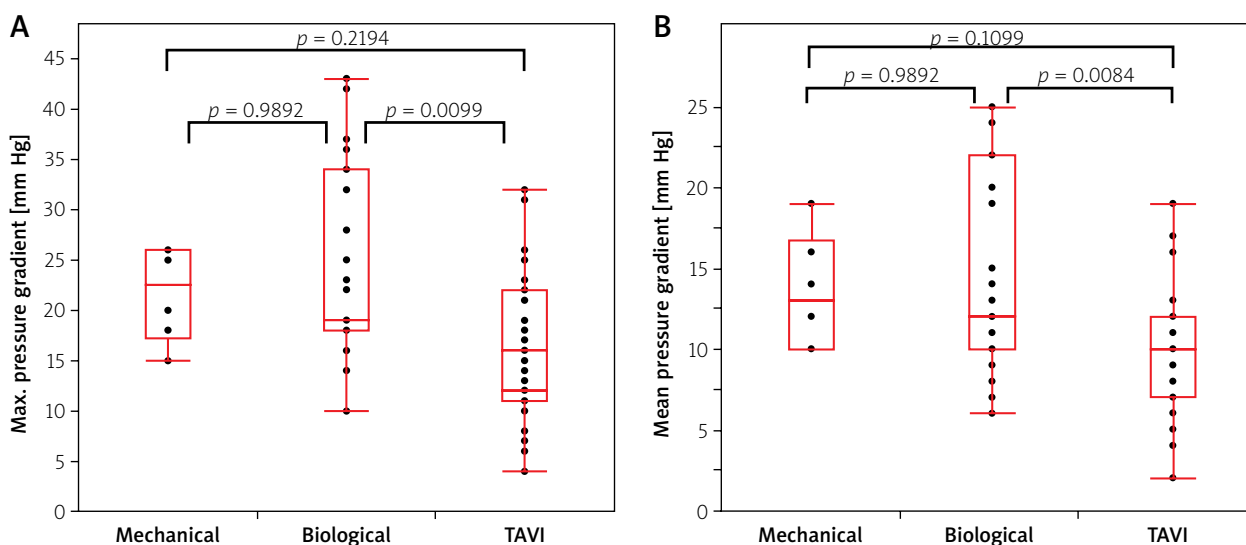 A
Max. pressure gradient [mm Hg]
45
40
35
30
25
20
15
10
5
0
p = 0.2194
p = 0.9892
p = 0.0099
Mechanical
Biological
TAVI
B
Mean pressure gradient [mm Hg]
25
20
15
10
5
0
p = 0.1099
p = 0.9892
p = 0.0084
Mechanical
Biological
TAVI